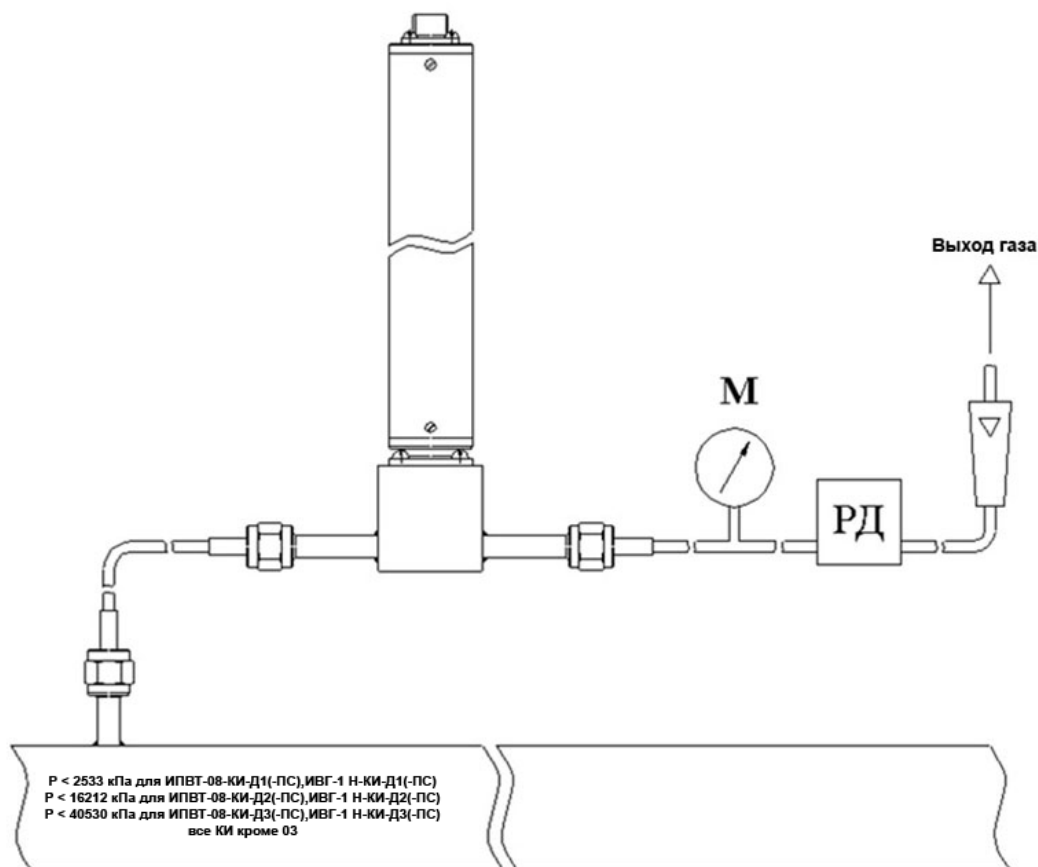 Выход газа
М
РД
P < 2533 кПа для ИПВТ-08-КИ-Д1(-ПС),ИВГ-1 Н-КИ-Д1(-ПС)
P < 16212 кПа для ИПВТ-08-КИ-Д2(-ПС),ИВГ-1 Н-КИ-Д2(-ПС)
P < 40530 кПа для ИПВТ-08-КИ-Д3(-ПС),ИВГ-1 Н-КИ-Д3(-ПС)
все КИ кроме 03